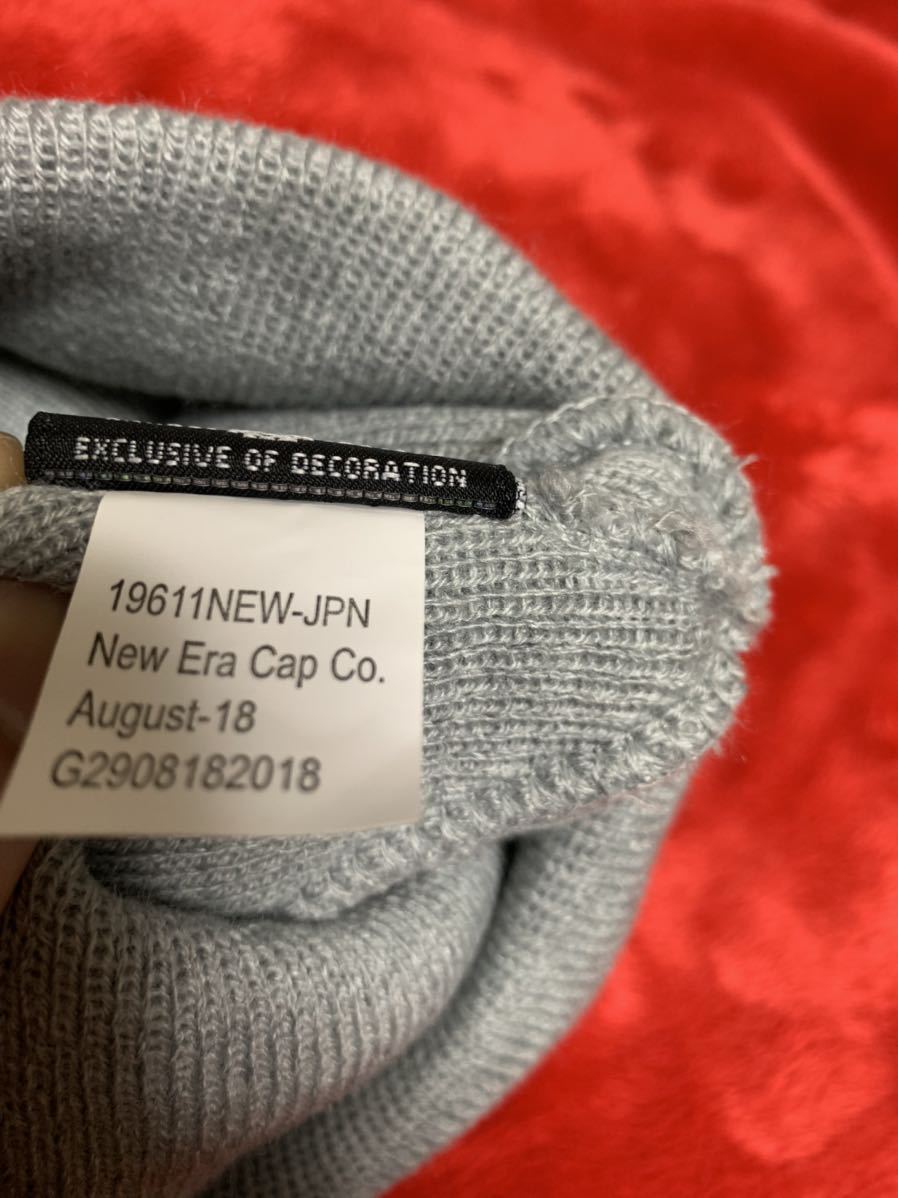 EXCLUSIVE OF DECORATION
19611NEW-JPN
New Era Cap Co.
August-18
G2908182018